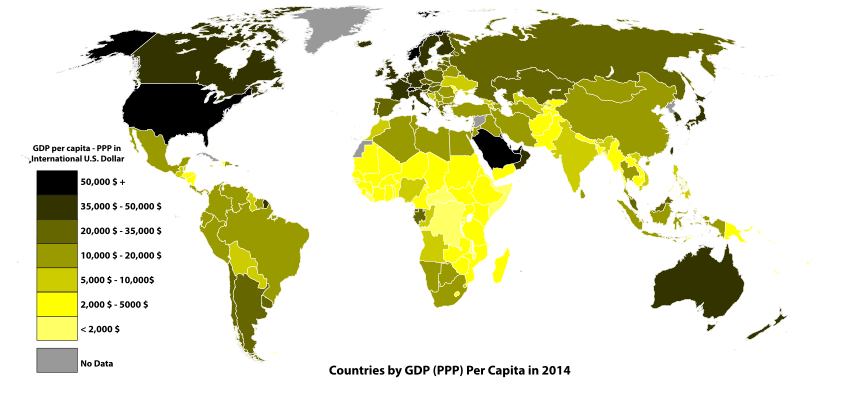 GDP per capita - PPP in
International U.S. Dollar
50,000 $ +
35,000 $ - 50,000 $
20,000 $ - 35,000 $
10,000 $ - 20,000 $
5,000 $ - 10,000$
2,000 $ - 5000 $
< 2,000 $
No Data
Countries by GDP (PPP) Per Capita in 2014